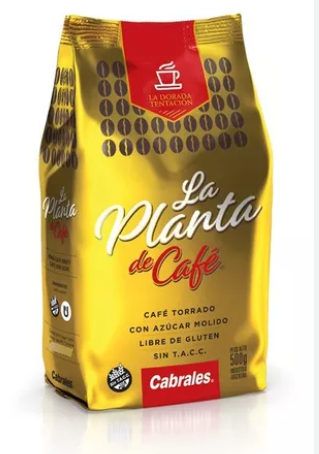 LA DORADA
TENTACIÓN
La
Planta
de Café
CAFÉ TORRADO
CON AZÚCAR MOLIDO
LIBRE DE GLUTEN
SIN T.A.C.C.
500g
Cabrales
La
Planta
de Café